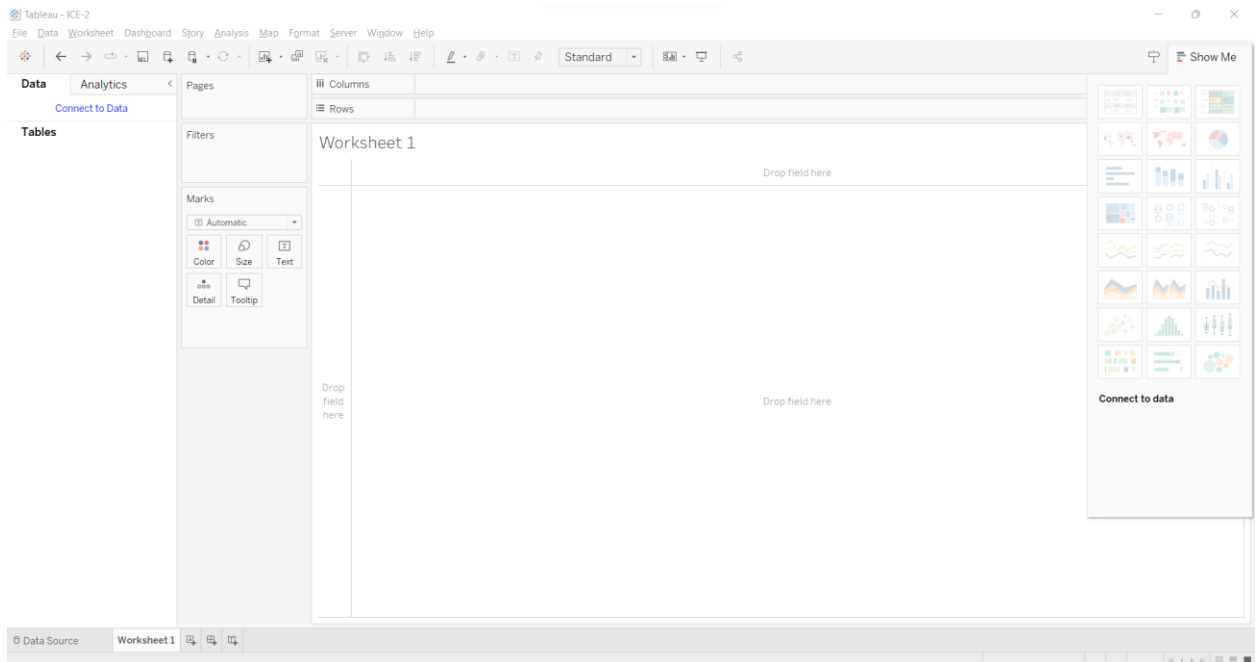 Tableau - ICE-2
File Data Worksheet Dashboard Story Analysis Map Format Server Window Help
Standard
Show Me
Data Analytics
Pages
Columns
Connect to Data
Rows
Tables
Filters
Worksheet 1
Drop field here
Marks
Automatic
Color Size Text
Detail Tooltip
Drop
field
here
Drop field here
Connect to data
Data Source Worksheet 1